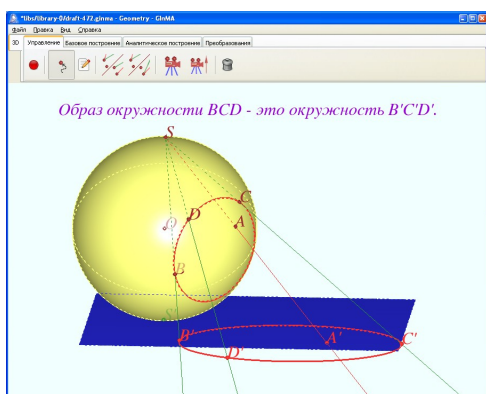 *libs/library-0/draft-472.ginma - Geometry - GInMA
Файл Правка Вид Справка
3D Управление Базовое построение Аналитическое построение Преобразования
Образ окружности BCD - это окружность B'C'D'.
S
C
D
A
O
B
S'
B'
A'
C'
D'